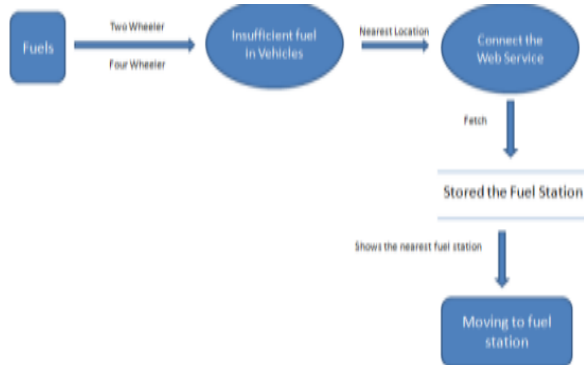 Fuels
Two Wheeler
Four Wheeler
Insufficient fuel
in Vehicles
Nearest Location
Connect the
Web Service
Fetch
Stored the Fuel Station
Shows the nearest fuel station
Moving to fuel
station